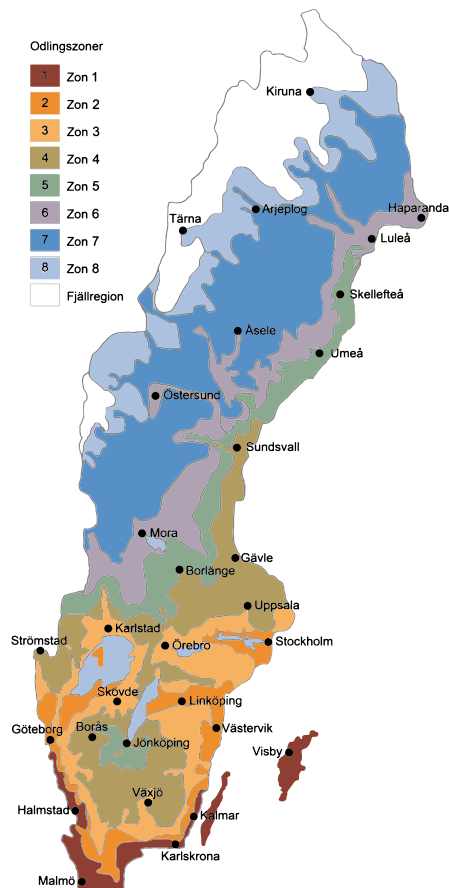 Odlingszoner
1 Zon 1
2 Zon 2
3 Zon 3
4 Zon 4
5 Zon 5
6 Zon 6
7 Zon 7
8 Zon 8
Fjällregion
Kiruna
Arjeplog
Haparanda
Tärna
Luleå
Skellefteå
Åsele
Umeå
Östersund
Sundsvall
Mora
Gävle
Borlänge
Uppsala
Karlstad
Strömstad
Örebro
Stockholm
Skövde
Linköping
Göteborg
Borås
Västervik
Jönköping
Visby
Växjö
Halmstad
Kalmar
Karlskrona
Malmö